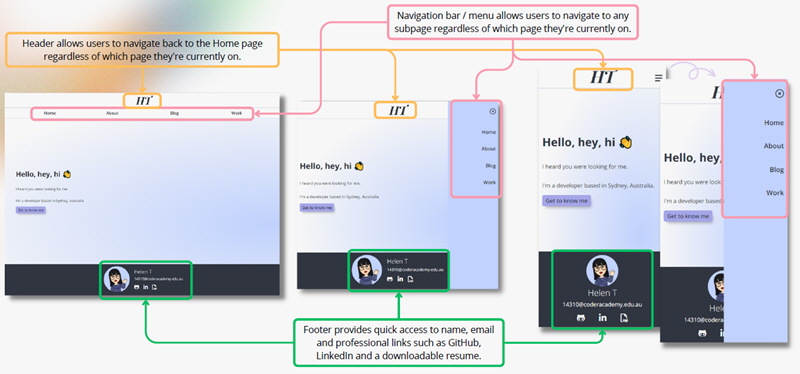 Navigation bar / menu allows users to navigate to any
subpage regardless of which page they're currently on.
Header allows users to navigate back to the Home page
regardless of which page they're currently on.
HT
Home About Blog Work
Hello, hey, hi
I heard you were looking for me.
I'm a developer based in Sydney, Australia.
Get to know me
Helen T
14310@coderacademy.edu.au
HT
Home
About
Blog
Work
Hello, hey, hi
I heard you were looking for me.
I'm a developer based in Sydney, Australia.
Get to know me
Helen T
14310@coderacademy.edu.au
HT
Hello, hey, hi
I heard you were looking for me.
I'm a developer based in Sydney, Australia.
Get to know me
Helen T
14310@coderacademy.edu.au
Home
About
Blog
Work
Hello, hey,
I heard you were look
I'm a developer based
Get to know me
Helen
14310@coderaca
Footer provides quick access to name, email
and professional links such as GitHub,
LinkedIn and a downloadable resume.